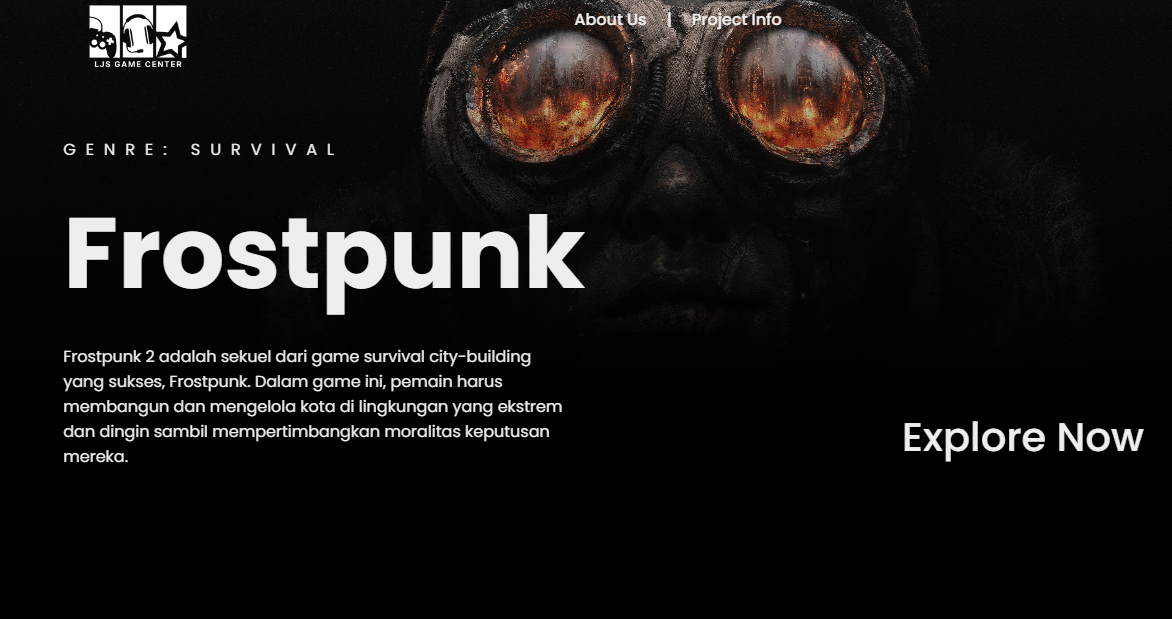 About Us | Project Info
LJS GAME CENTER
GENRE: SURVIVAL
Frostpunk
Frostpunk 2 adalah sekuel dari game survival city-building
yang sukses, Frostpunk. Dalam game ini, pemain harus
membangun dan mengelola kota di lingkungan yang ekstrem
dan dingin sambil mempertimbangkan moralitas keputusan
mereka.
Explore Now